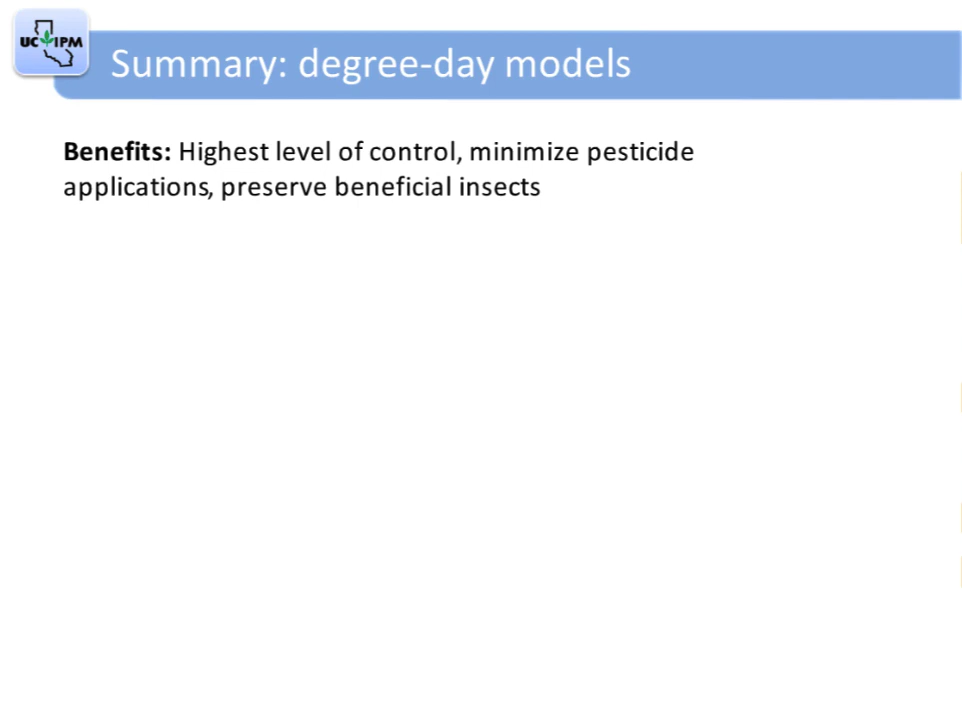 UC IPM
Summary: degree-day models
Benefits: Highest level of control, minimize pesticide
applications, preserve beneficial insects